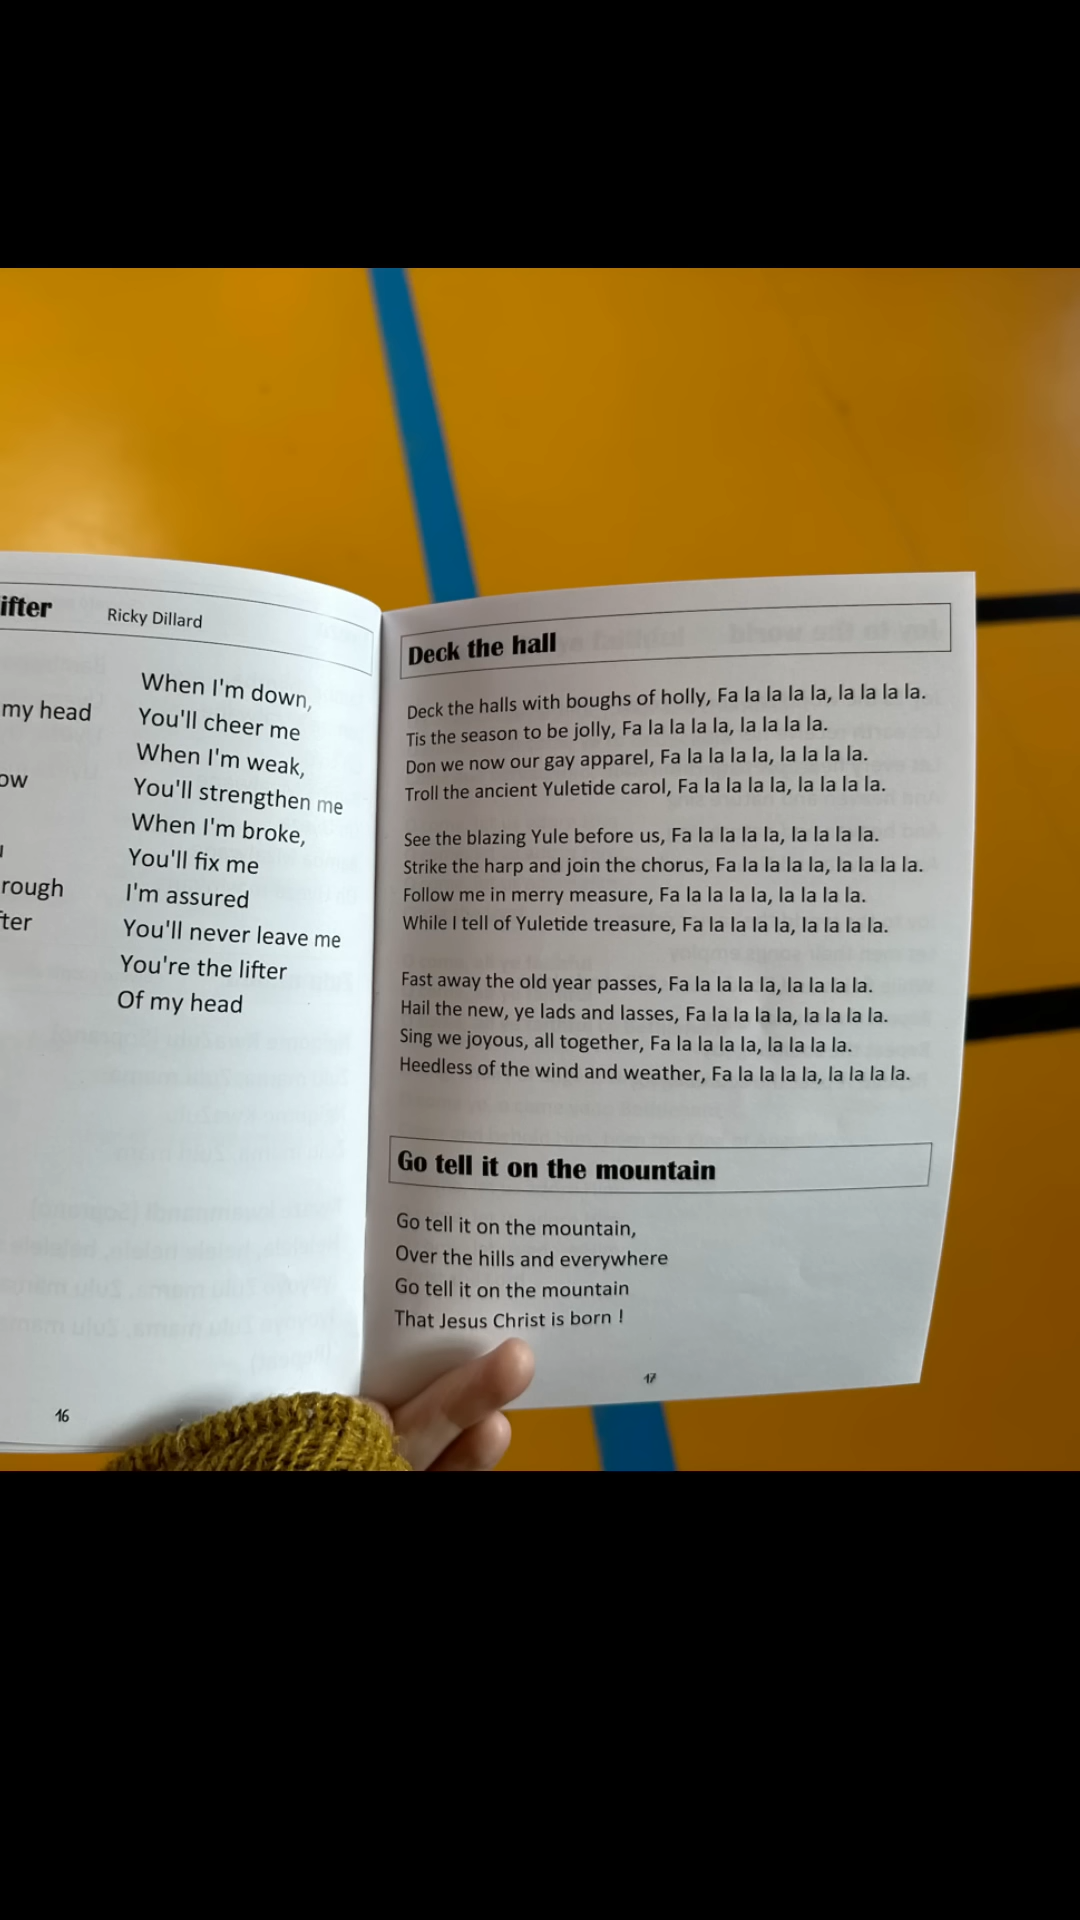 ifter Ricky Dillard
my head
ow
rough
fter
When I'm down,
You'll cheer me
When I'm weak,
You'll strengthen me
When I'm broke,
You'll fix me
I'm assured
You'll never leave me
You're the lifter
Of my head
16
Deck the hall
Deck the halls with boughs of holly, Fa la la la la, la la la la.
Tis the season to be jolly, Fa la la la la, la la la la.
Don we now our gay apparel, Fa la la la la, la la la la.
Troll the ancient Yuletide carol, Fa la la la la, la la la la.
See the blazing Yule before us, Fa la la la la, la la la la.
Strike the harp and join the chorus, Fa la la la la, la la la la.
Follow me in merry measure, Fa la la la la, la la la la.
While I tell of Yuletide treasure, Fa la la la la, la la la la.
Fast away the old year passes, Fa la la la la, la la la la.
Hail the new, ye lads and lasses, Fa la la la la, la la la la.
Sing we joyous, all together, Fa la la la la, la la la la.
Heedless of the wind and weather, Fa la la la la, la la la la.
Go tell it on the mountain
Go tell it on the mountain,
Over the hills and everywhere
Go tell it on the mountain
That Jesus Christ is born !
17